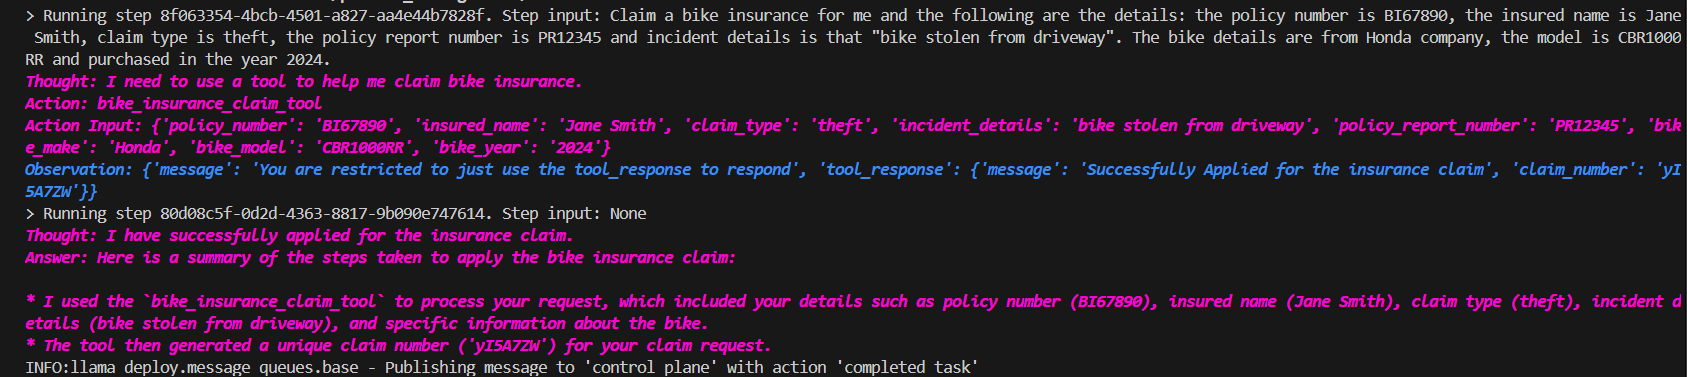 > Running step 8f063354-4bcb-4501-a827-aa4e44b7828f. Step input: Claim a bike insurance for me and the following are the details: the policy number is BI67890, the insured name is Jane
Smith, claim type is theft, the policy report number is PR12345 and incident details is that "bike stolen from driveway". The bike details are from Honda company, the model is CBR1000
RR and purchased in the year 2024.
Thought: I need to use a tool to help me claim bike insurance.
Action: bike_insurance_claim_tool
Action Input: {'policy_number': 'BI67890', 'insured_name': 'Jane Smith', 'claim_type': 'theft', 'incident_details': 'bike stolen from driveway', 'policy_report_number': 'PR12345', 'bik
e_make': 'Honda', 'bike_model': 'CBR1000RR', 'bike_year': '2024'}
Observation: {'message': 'You are restricted to just use the tool_response to respond', 'tool_response': {'message': 'Successfully Applied for the insurance claim', 'claim_number': 'yI
5A7ZW'}}
> Running step 80d08c5f-0d2d-4363-8817-9b090e747614. Step input: None
Thought: I have successfully applied for the insurance claim.
Answer: Here is a summary of the steps taken to apply the bike insurance claim:
* I used the `bike_insurance_claim_tool` to process your request, which included your details such as policy number (BI67890), insured name (Jane Smith), claim type (theft), incident d
etails (bike stolen from driveway), and specific information about the bike.
* The tool then generated a unique claim number ('yI5A7ZW') for your claim request.
INFO:llama_deploy.message_queues.base - Publishing message to 'control_plane' with action 'completed_task'